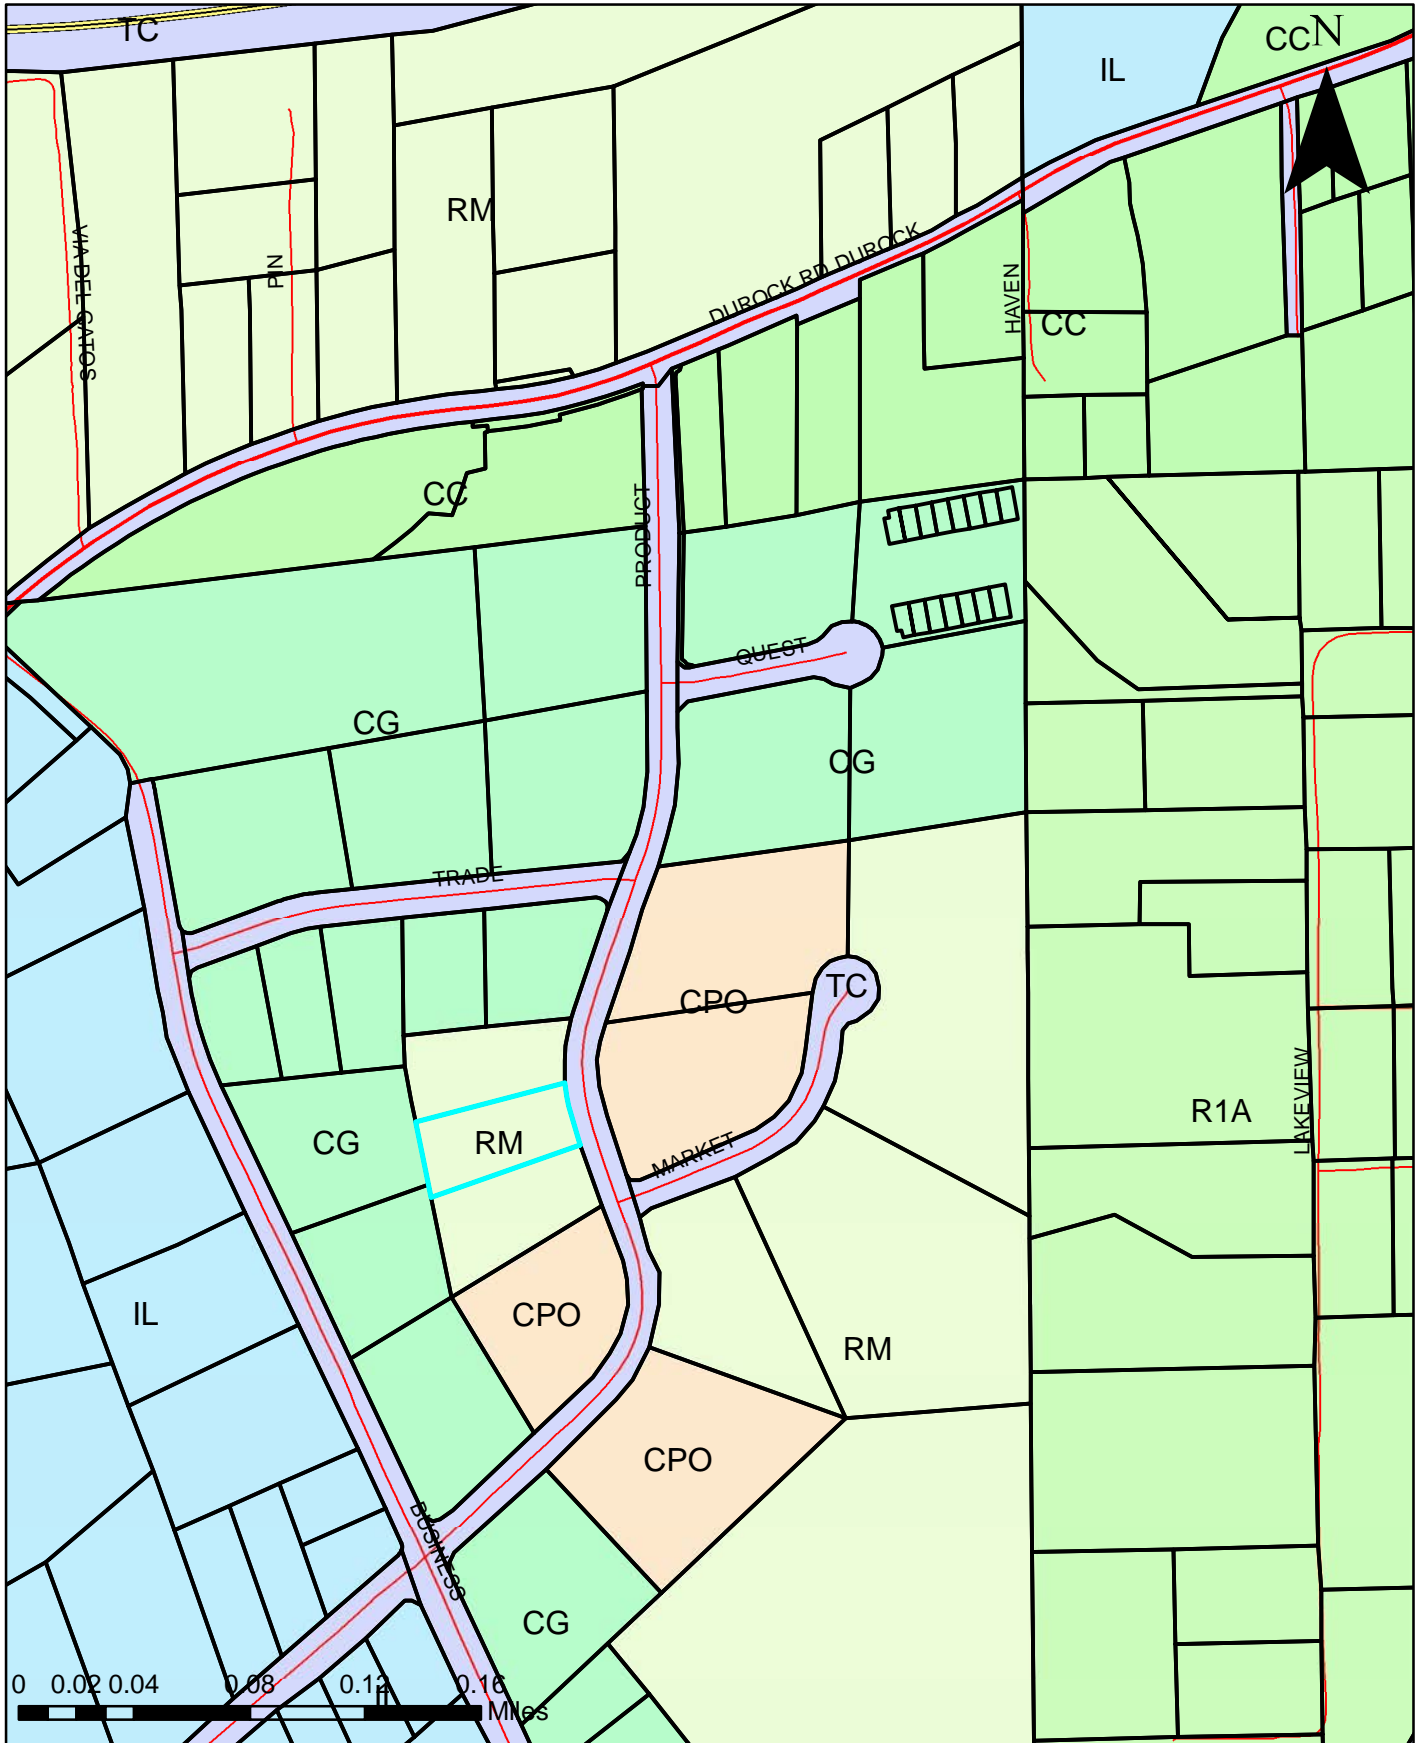 TC
CC N
IL
RM
VIA DEL GATOS
PIN
DUROCK RD DUROCK
HAVEN
CC
CC
PRODUCT
QUEST
CG
CG
TRADE
TC
CPO
LAKEVIEW
R1A
CG
RM
MARKET
IL
CPO
RM
CPO
BUSINESS
CG
0 0.02 0.04 0.08 0.12 0.16
Miles